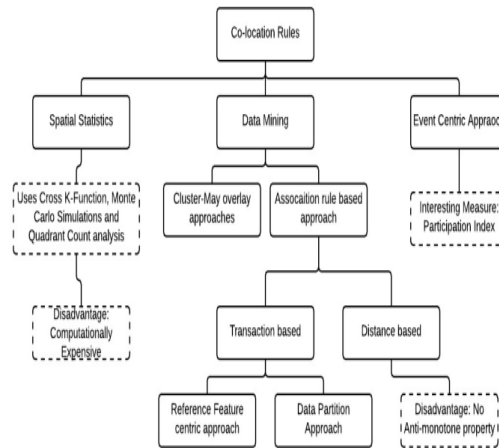 Co-location Rules
Spatial Statistics
Data Mining
Event Centric Appraoch
Uses Cross K-Function, Monte
Carlo Simulations and
Quadrant Count analysis
Cluster-May overlay
approaches
Assocaition rule based
approach
Interesting Measure:
Participation Index
Disadvantage:
Computationally
Expensive
Transaction based
Distance based
Reference Feature
centric approach
Data Partition
Approach
Disadvantage: No
Anti-monotone property